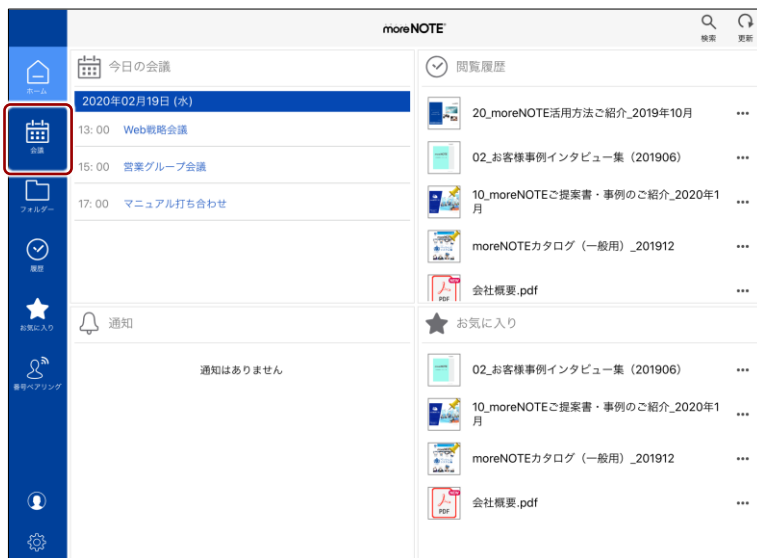 moreNOTE
検索
更新
ホーム
会議
フォルダー
履歴
お気に入り
番号ペアリング
今日の会議
2020年02月19日 (水)
13: 00 Web戦略会議
15: 00 営業グループ会議
17: 00 マニュアル打ち合わせ
閲覧履歴
20_moreNOTE活用方法ご紹介_2019年10月
02_お客様事例インタビュー集（201906）
10_moreNOTEご提案書・事例のご紹介_2020年1
月
moreNOTEカタログ（一般用）_201912
PDF
会社概要.pdf
通知
通知はありません
お気に入り
02_お客様事例インタビュー集（201906）
10_moreNOTEご提案書・事例のご紹介_2020年1
月
moreNOTEカタログ（一般用）_201912
PDF
会社概要.pdf